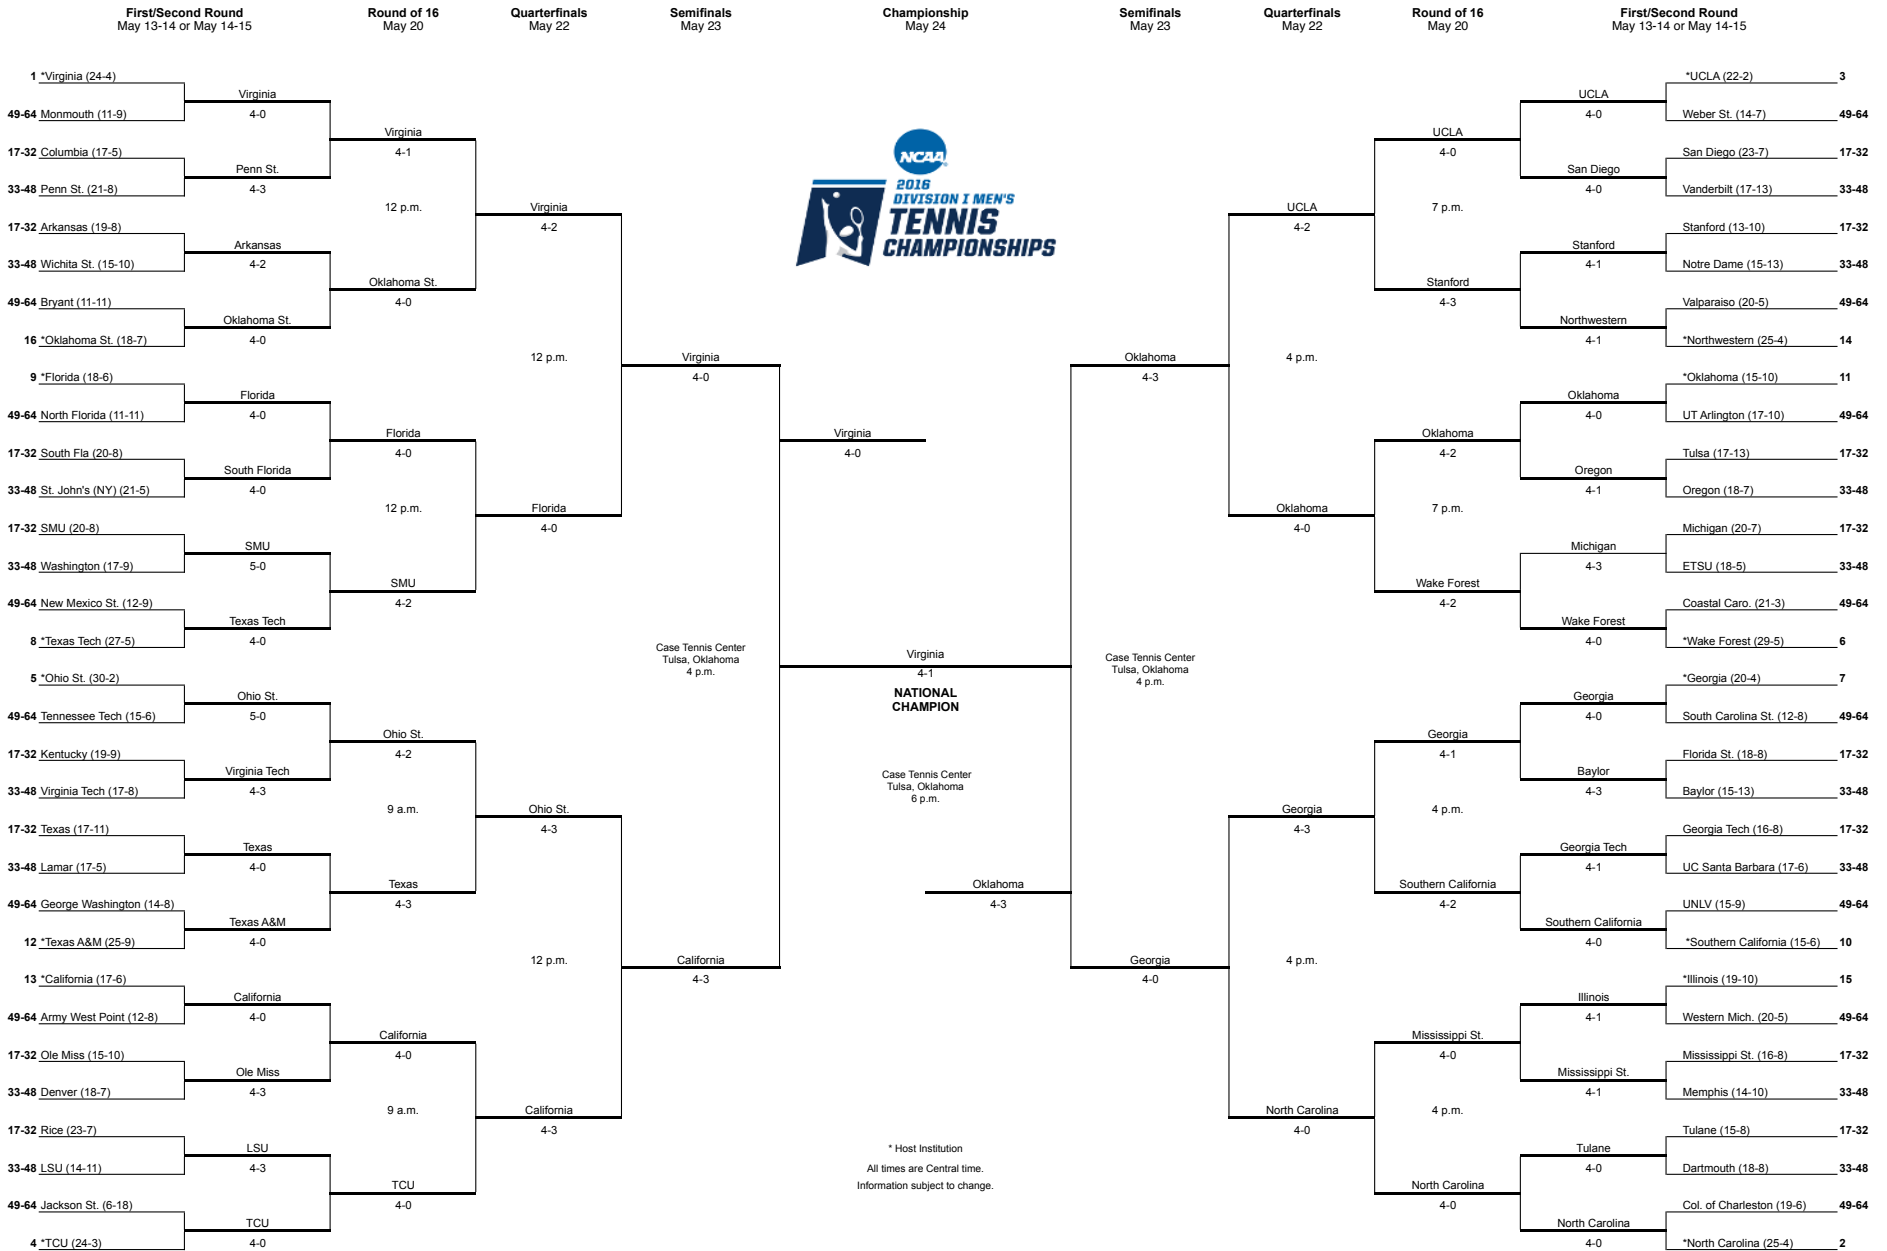 First/Second Round
May 13-14 or May 14-15
Round of 16
May 20
Quarterfinals
May 22
Semifinals
May 23
Championship
May 24
Semifinals
May 23
Quarterfinals
May 22
Round of 16
May 20
First/Second Round
May 13-14 or May 14-15
1 *Virginia (24-4)
49-64 Monmouth (11-9)
17-32 Columbia (17-5)
33-48 Penn St. (21-8)
17-32 Arkansas (19-8)
33-48 Wichita St. (15-10)
49-64 Bryant (11-11)
16 *Oklahoma St. (18-7)
9 *Florida (18-6)
49-64 North Florida (11-11)
17-32 South Fla (20-8)
33-48 St. John's (NY) (21-5)
17-32 SMU (20-8)
33-48 Washington (17-9)
49-64 New Mexico St. (12-9)
8 *Texas Tech (27-5)
5 *Ohio St. (30-2)
49-64 Tennessee Tech (15-6)
17-32 Kentucky (19-9)
33-48 Virginia Tech (17-8)
17-32 Texas (17-11)
33-48 Lamar (17-5)
49-64 George Washington (14-8)
12 *Texas A&M (25-9)
13 *California (17-6)
49-64 Army West Point (12-8)
17-32 Ole Miss (15-10)
33-48 Denver (18-7)
17-32 Rice (23-7)
33-48 LSU (14-11)
49-64 Jackson St. (6-18)
4 *TCU (24-3)
Virginia
4-0
Penn St.
4-3
Arkansas
4-2
Oklahoma St.
4-0
Florida
4-0
South Florida
4-0
SMU
5-0
Texas Tech
4-0
Ohio St.
5-0
Virginia Tech
4-3
Texas
4-0
Texas A&M
4-0
California
4-0
Ole Miss
4-3
LSU
4-3
TCU
4-0
Virginia
4-1
12 p.m.
Oklahoma St.
4-0
Florida
4-0
12 p.m.
SMU
4-2
Ohio St.
4-2
9 a.m.
Texas
4-3
California
4-0
9 a.m.
TCU
4-0
Virginia
4-2
12 p.m.
Florida
4-0
Ohio St.
4-3
12 p.m.
California
4-3
Virginia
4-0
Case Tennis Center
Tulsa, Oklahoma
4 p.m.
California
4-3
NCAA
2016
DIVISION I MEN'S
TENNIS
CHAMPIONSHIPS
Virginia
4-0
Virginia
4-1
NATIONAL
CHAMPION
Case Tennis Center
Tulsa, Oklahoma
6 p.m.
Oklahoma
4-3
* Host Institution
All times are Central time.
Information subject to change.
Oklahoma
4-3
Case Tennis Center
Tulsa, Oklahoma
4 p.m.
Georgia
4-0
UCLA
4-2
4 p.m.
Oklahoma
4-0
Georgia
4-3
4 p.m.
North Carolina
4-0
UCLA
4-0
7 p.m.
Stanford
4-3
Oklahoma
4-2
7 p.m.
Wake Forest
4-2
Georgia
4-1
4 p.m.
Southern California
4-2
Mississippi St.
4-0
4 p.m.
North Carolina
4-0
UCLA
4-0
San Diego
4-0
Stanford
4-1
Northwestern
4-1
Oklahoma
4-0
Oregon
4-1
Michigan
4-3
Wake Forest
4-0
Georgia
4-0
Baylor
4-3
Georgia Tech
4-1
Southern California
4-0
Illinois
4-1
Mississippi St.
4-1
Tulane
4-0
North Carolina
4-0
*UCLA (22-2) 3
Weber St. (14-7) 49-64
San Diego (23-7) 17-32
Vanderbilt (17-13) 33-48
Stanford (13-10) 17-32
Notre Dame (15-13) 33-48
Valparaiso (20-5) 49-64
*Northwestern (25-4) 14
*Oklahoma (15-10) 11
UT Arlington (17-10) 49-64
Tulsa (17-13) 17-32
Oregon (18-7) 33-48
Michigan (20-7) 17-32
ETSU (18-5) 33-48
Coastal Caro. (21-3) 49-64
*Wake Forest (29-5) 6
*Georgia (20-4) 7
South Carolina St. (12-8) 49-64
Florida St. (18-8) 17-32
Baylor (15-13) 33-48
Georgia Tech (16-8) 17-32
UC Santa Barbara (17-6) 33-48
UNLV (15-9) 49-64
*Southern California (15-6) 10
*Illinois (19-10) 15
Western Mich. (20-5) 49-64
Mississippi St. (16-8) 17-32
Memphis (14-10) 33-48
Tulane (15-8) 17-32
Dartmouth (18-8) 33-48
Col. of Charleston (19-6) 49-64
*North Carolina (25-4) 2